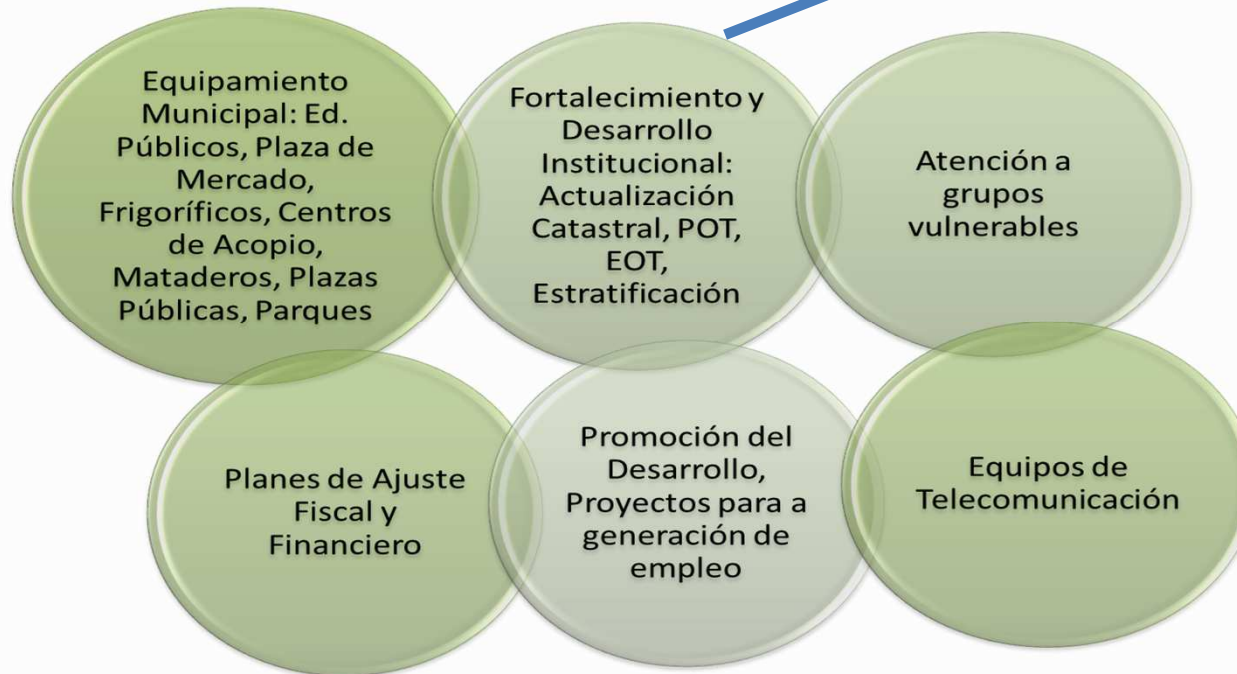 Equipamiento
Municipal: Ed.
Públicos, Plaza de
Mercado,
Frigoríficos, Centros
de Acopio,
Mataderos, Plazas
Públicas, Parques
Fortalecimiento y
Desarrollo
Institucional:
Actualización
Catastral, POT,
EOT,
Estratificación
Atención a
grupos
vulnerables
Planes de Ajuste
Fiscal y
Financiero
Promoción del
Desarrollo,
Proyectos para a
generación de
empleo
Equipos de
Telecomunicación